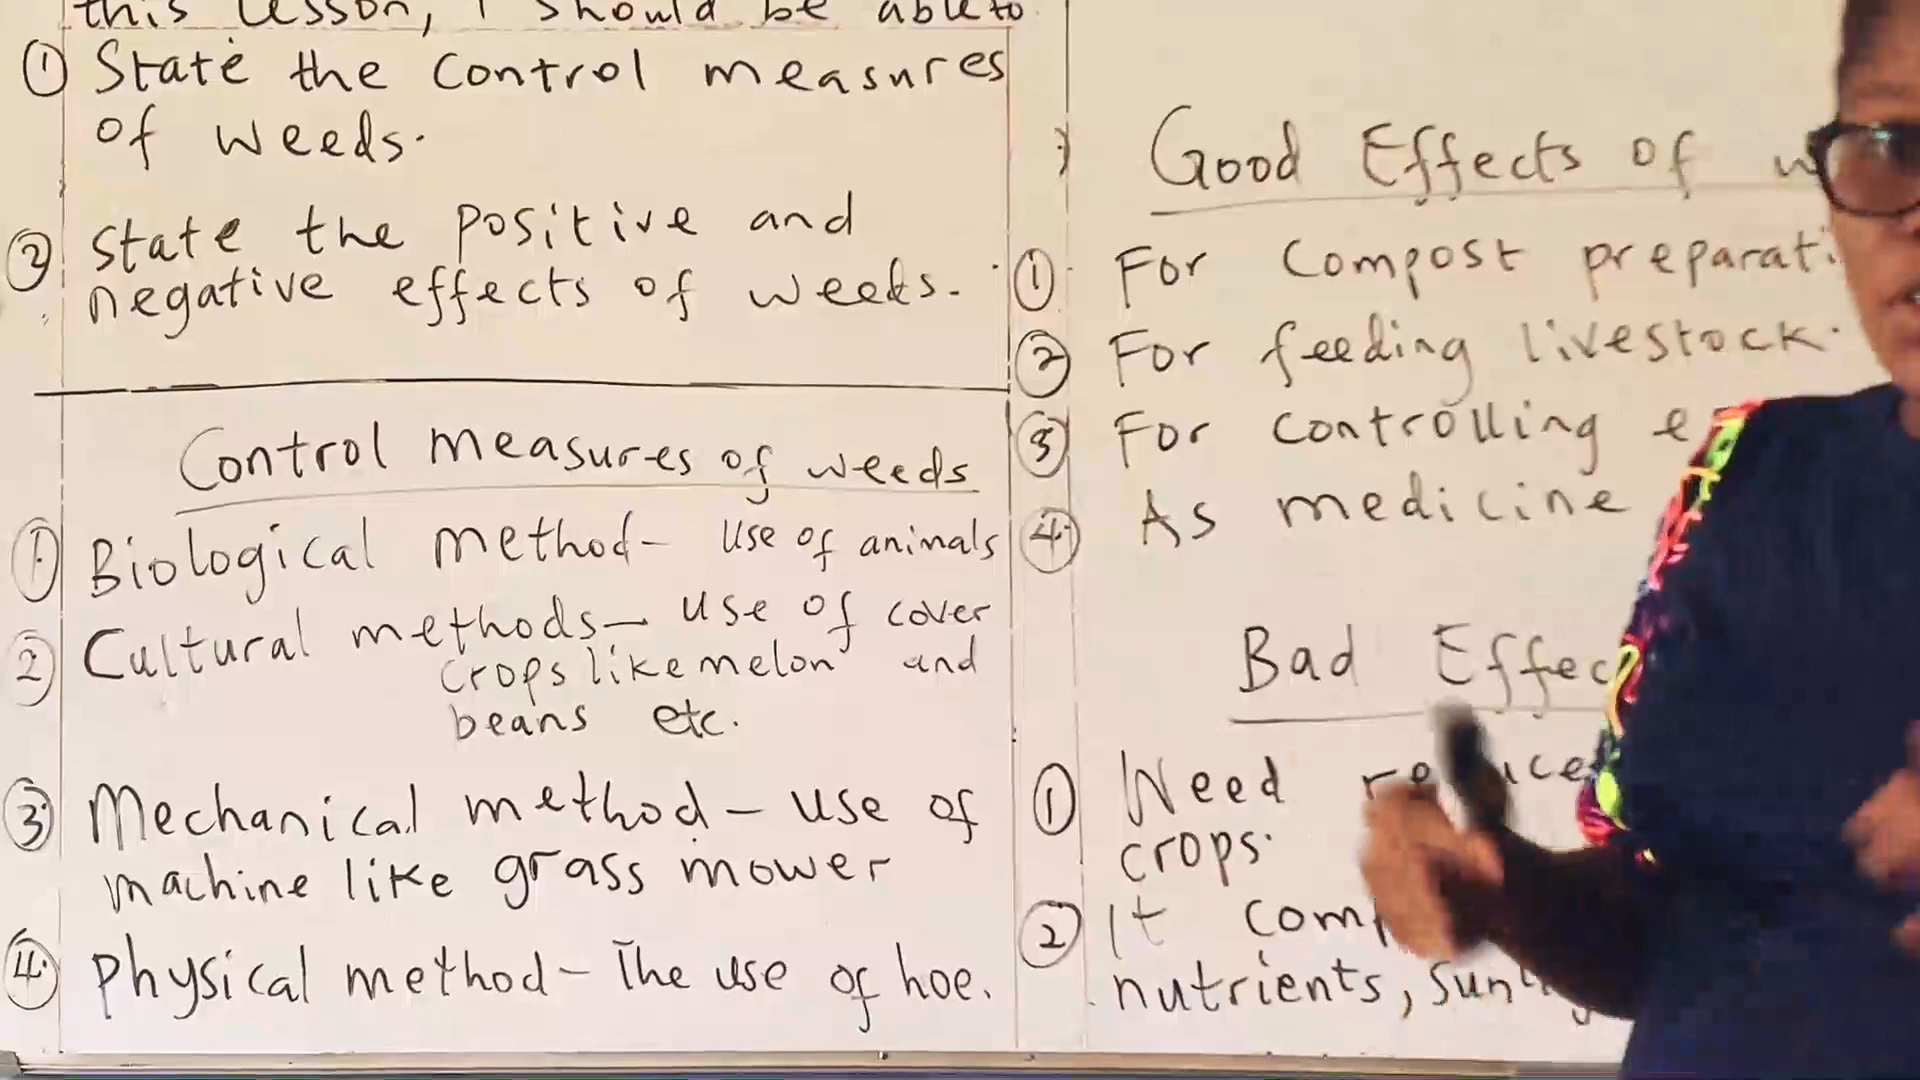 this lesson, I should be able to
① State the control measures
of weeds.
② State the positive and
negative effects of weeds.
Control measures of weeds
① Biological method - Use of animals
② Cultural methods - use of cover
crops like melon and
beans etc.
③ Mechanical method - use of
machine like grass mower
④ Physical method - The use of hoe.
Good Effects of
① For compost
② For feeding livestock.
③ For controlling
④ As medicine
Bad
① Weed
crops.
② It
nutrients,